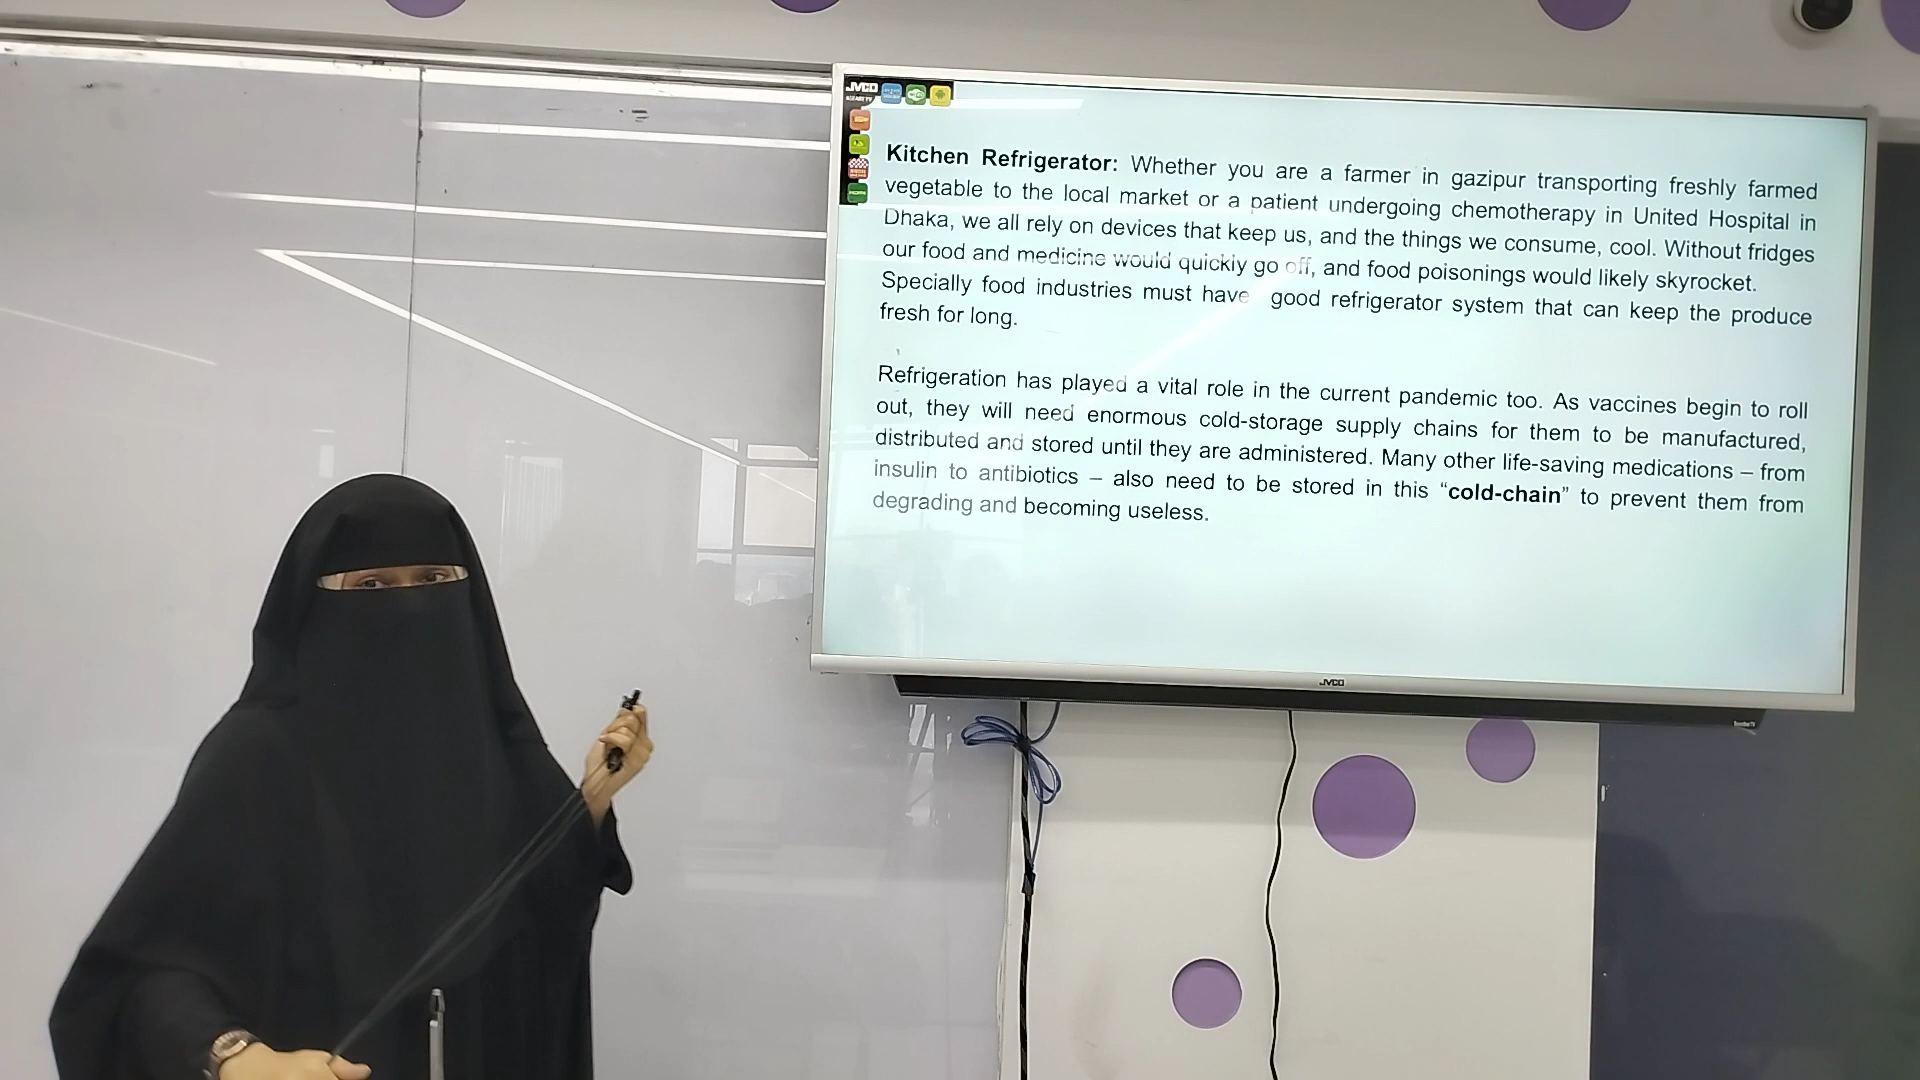 JVCO
Kitchen Refrigerator: Whether you are a farmer in gazipur transporting freshly farmed
vegetable to the local market or a patient undergoing chemotherapy in United Hospital in
Dhaka, we all rely on devices that keep us, and the things we consume, cool. Without fridges
our food and medicine would quickly go off, and food poisonings would likely skyrocket.
Specially food industries must have good refrigerator system that can keep the produce
fresh for long.
Refrigeration has played a vital role in the current pandemic too. As vaccines begin to roll
out, they will need enormous cold-storage supply chains for them to be manufactured,
distributed and stored until they are administered. Many other life-saving medications – from
insulin to antibiotics – also need to be stored in this “cold-chain” to prevent them from
degrading and becoming useless.
JVCO